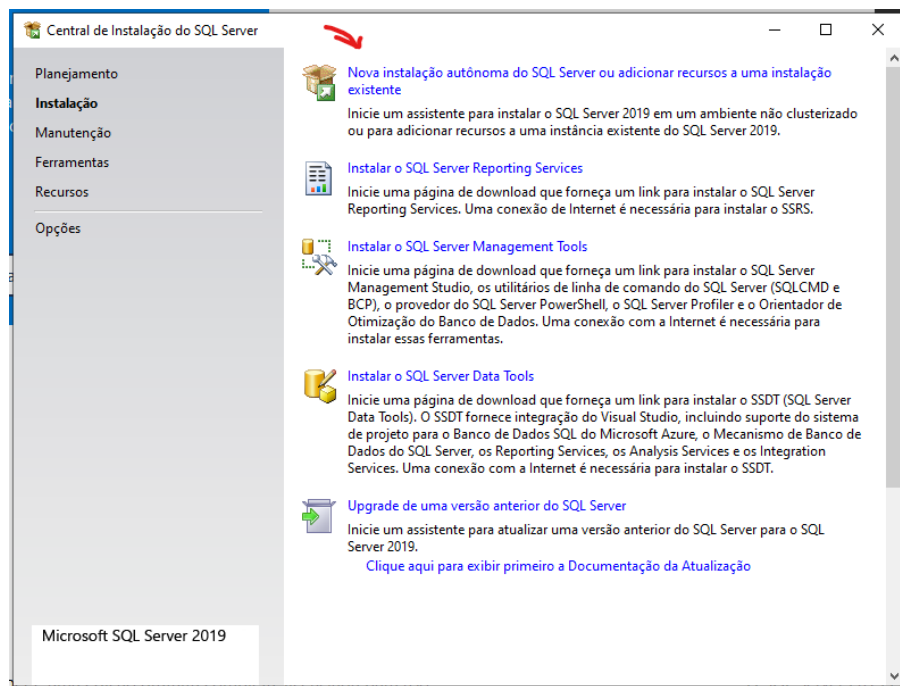 Central de Instalação do SQL Server
Planejamento
Instalação
Manutenção
Ferramentas
Recursos
Opções
Nova instalação autônoma do SQL Server ou adicionar recursos a uma instalação
existente
Inicie um assistente para instalar o SQL Server 2019 em um ambiente não clusterizado
ou para adicionar recursos a uma instância existente do SQL Server 2019.
Instalar o SQL Server Reporting Services
Inicie uma página de download que forneça um link para instalar o SQL Server
Reporting Services. Uma conexão de Internet é necessária para instalar o SSRS.
Instalar o SQL Server Management Tools
Inicie uma página de download que forneça um link para instalar o SQL Server
Management Studio, os utilitários de linha de comando do SQL Server (SQLCMD e
BCP), o provedor do SQL Server PowerShell, o SQL Server Profiler e o Orientador de
Otimização do Banco de Dados. Uma conexão com a Internet é necessária para
instalar essas ferramentas.
Instalar o SQL Server Data Tools
Inicie uma página de download que forneça um link para instalar o SSDT (SQL Server
Data Tools). O SSDT fornece integração do Visual Studio, incluindo suporte do sistema
de projeto para o Banco de Dados SQL do Microsoft Azure, o Mecanismo de Banco de
Dados do SQL Server, os Reporting Services, os Analysis Services e os Integration
Services. Uma conexão com a Internet é necessária para instalar o SSDT.
Upgrade de uma versão anterior do SQL Server
Inicie um assistente para atualizar uma versão anterior do SQL Server para o SQL
Server 2019.
Clique aqui para exibir primeiro a Documentação da Atualização
Microsoft SQL Server 2019